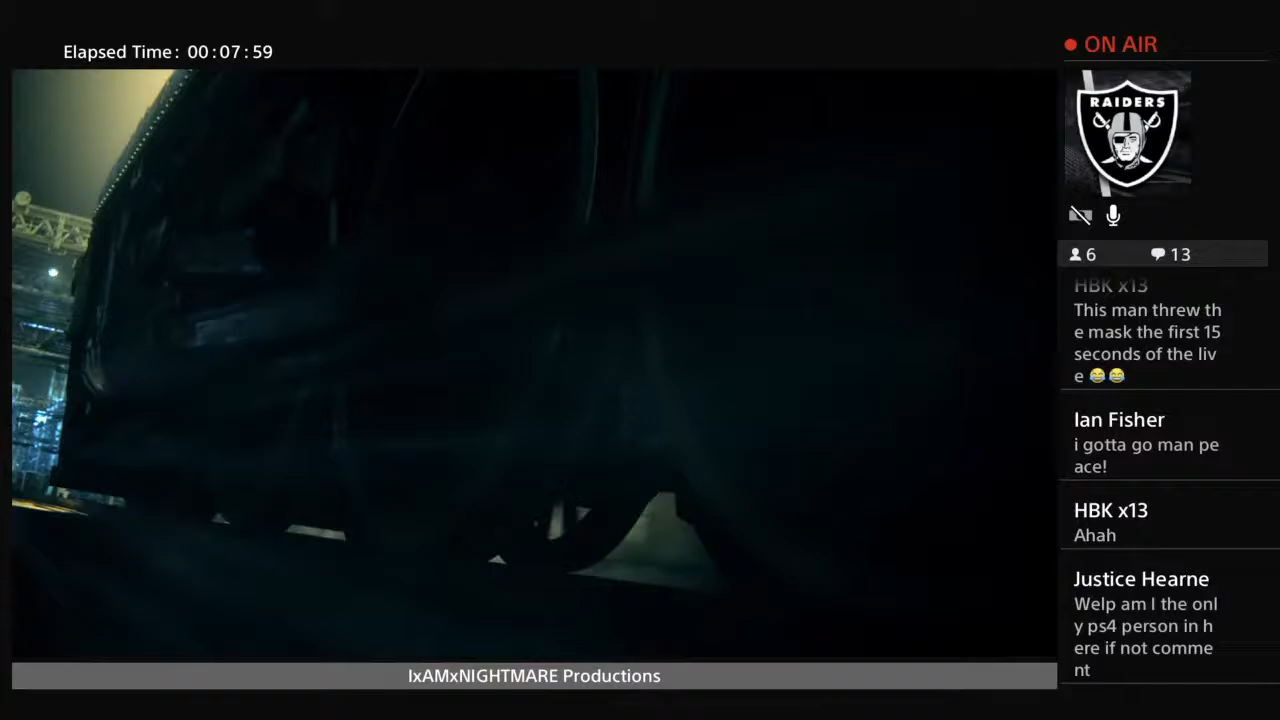 Elapsed Time: 00:07:59
ON AIR
RAIDERS
6
13
HBK x13
This man threw th
e mask the first 15
seconds of the liv
e 😂😂
Ian Fisher
i gotta go man pe
ace!
HBK x13
Ahah
Justice Hearne
Welp am I the onl
y ps4 person in h
ere if not comme
nt
IxAMxNIGHTMARE Productions